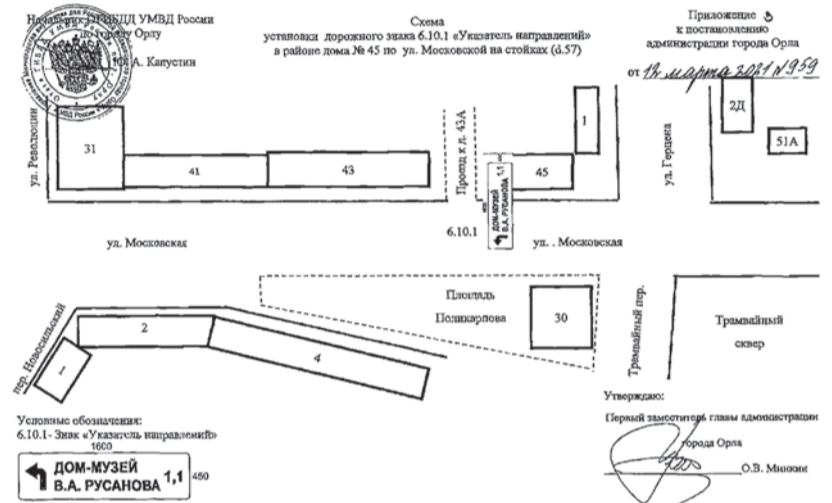 Начальник ОГИБДД УМВД России
по городу Орлу
Ю.А. Капустин
Схема
установки дорожного знака 6.10.1 «Указатель направлений»
в районе дома № 45 по ул. Московской на стойках (d.57)
Приложение 3
к постановлению
администрации города Орла
от 12 марта 2021 № 959
ул. Революции
31
41
43
Проезд к д. 43А
1
45
ул. Герцена
2Д
51А
6.10.1
ДОМ-МУЗЕЙ
В.А. РУСАНОВА 1,1
ул. Московская
ул. . Московская
пер. Новосильский
1
2
4
Площадь
Поликарпова
30
Трамвайный пер.
Трамвайный
сквер
Условные обозначения:
6.10.1- Знак «Указатель направлений»
1600
ДОМ-МУЗЕЙ
В.А. РУСАНОВА 1,1
450
Утверждаю:
Первый заместитель главы администрации
города Орла
О.В. Минкин